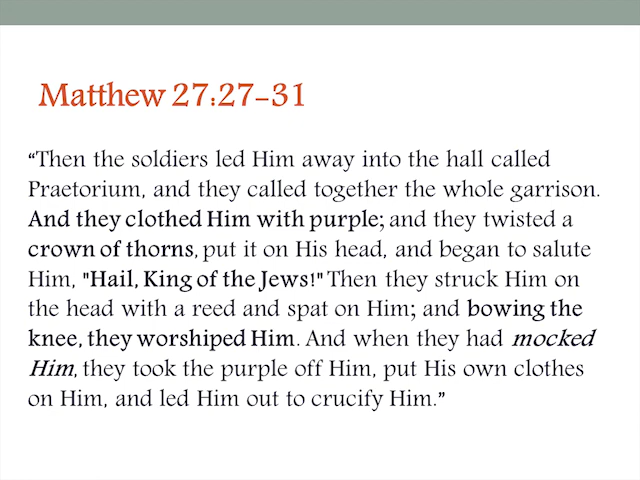 Matthew 27:27-31
“Then the soldiers led Him away into the hall called
Praetorium, and they called together the whole garrison.
And they clothed Him with purple; and they twisted a
crown of thorns, put it on His head, and began to salute
Him, "Hail, King of the Jews!" Then they struck Him on
the head with a reed and spat on Him; and bowing the
knee, they worshiped Him. And when they had mocked
Him, they took the purple off Him, put His own clothes
on Him, and led Him out to crucify Him.”